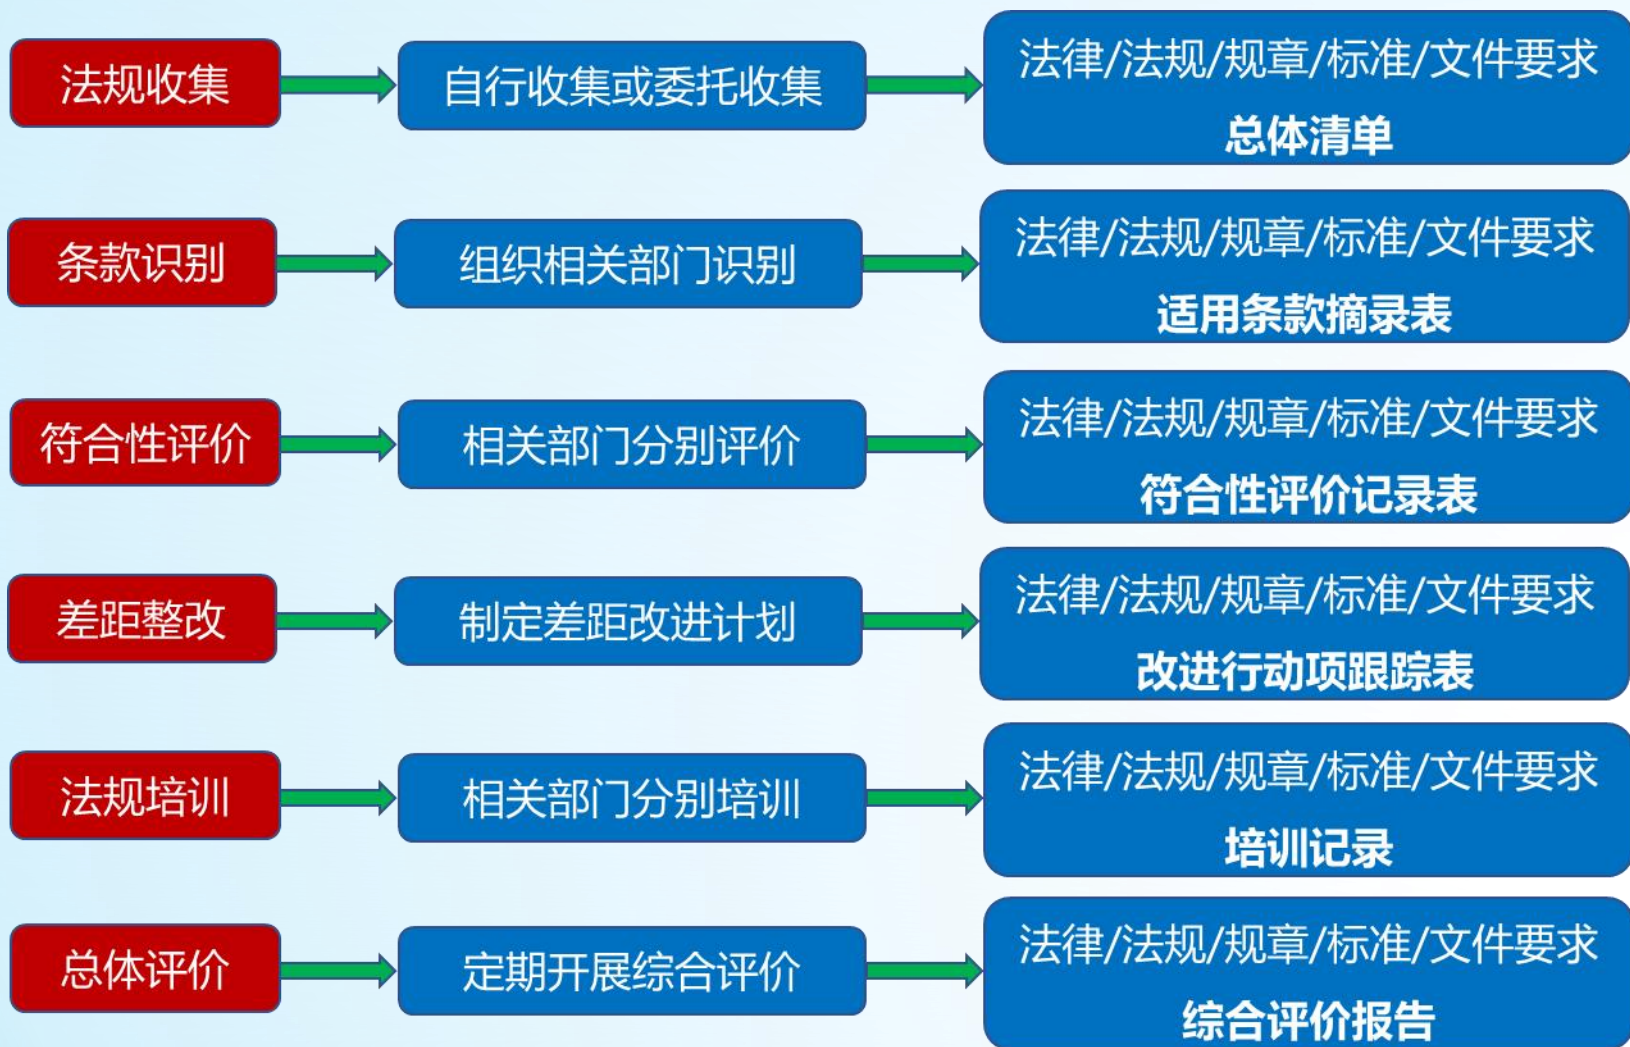 法规收集
自行收集或委托收集
法律/法规/规章/标准/文件要求
总体清单
条款识别
组织相关部门识别
法律/法规/规章/标准/文件要求
适用条款摘录表
符合性评价
相关部门分别评价
法律/法规/规章/标准/文件要求
符合性评价记录表
差距整改
制定差距改进计划
法律/法规/规章/标准/文件要求
改进行动项跟踪表
法规培训
相关部门分别培训
法律/法规/规章/标准/文件要求
培训记录
总体评价
定期开展综合评价
法律/法规/规章/标准/文件要求
综合评价报告